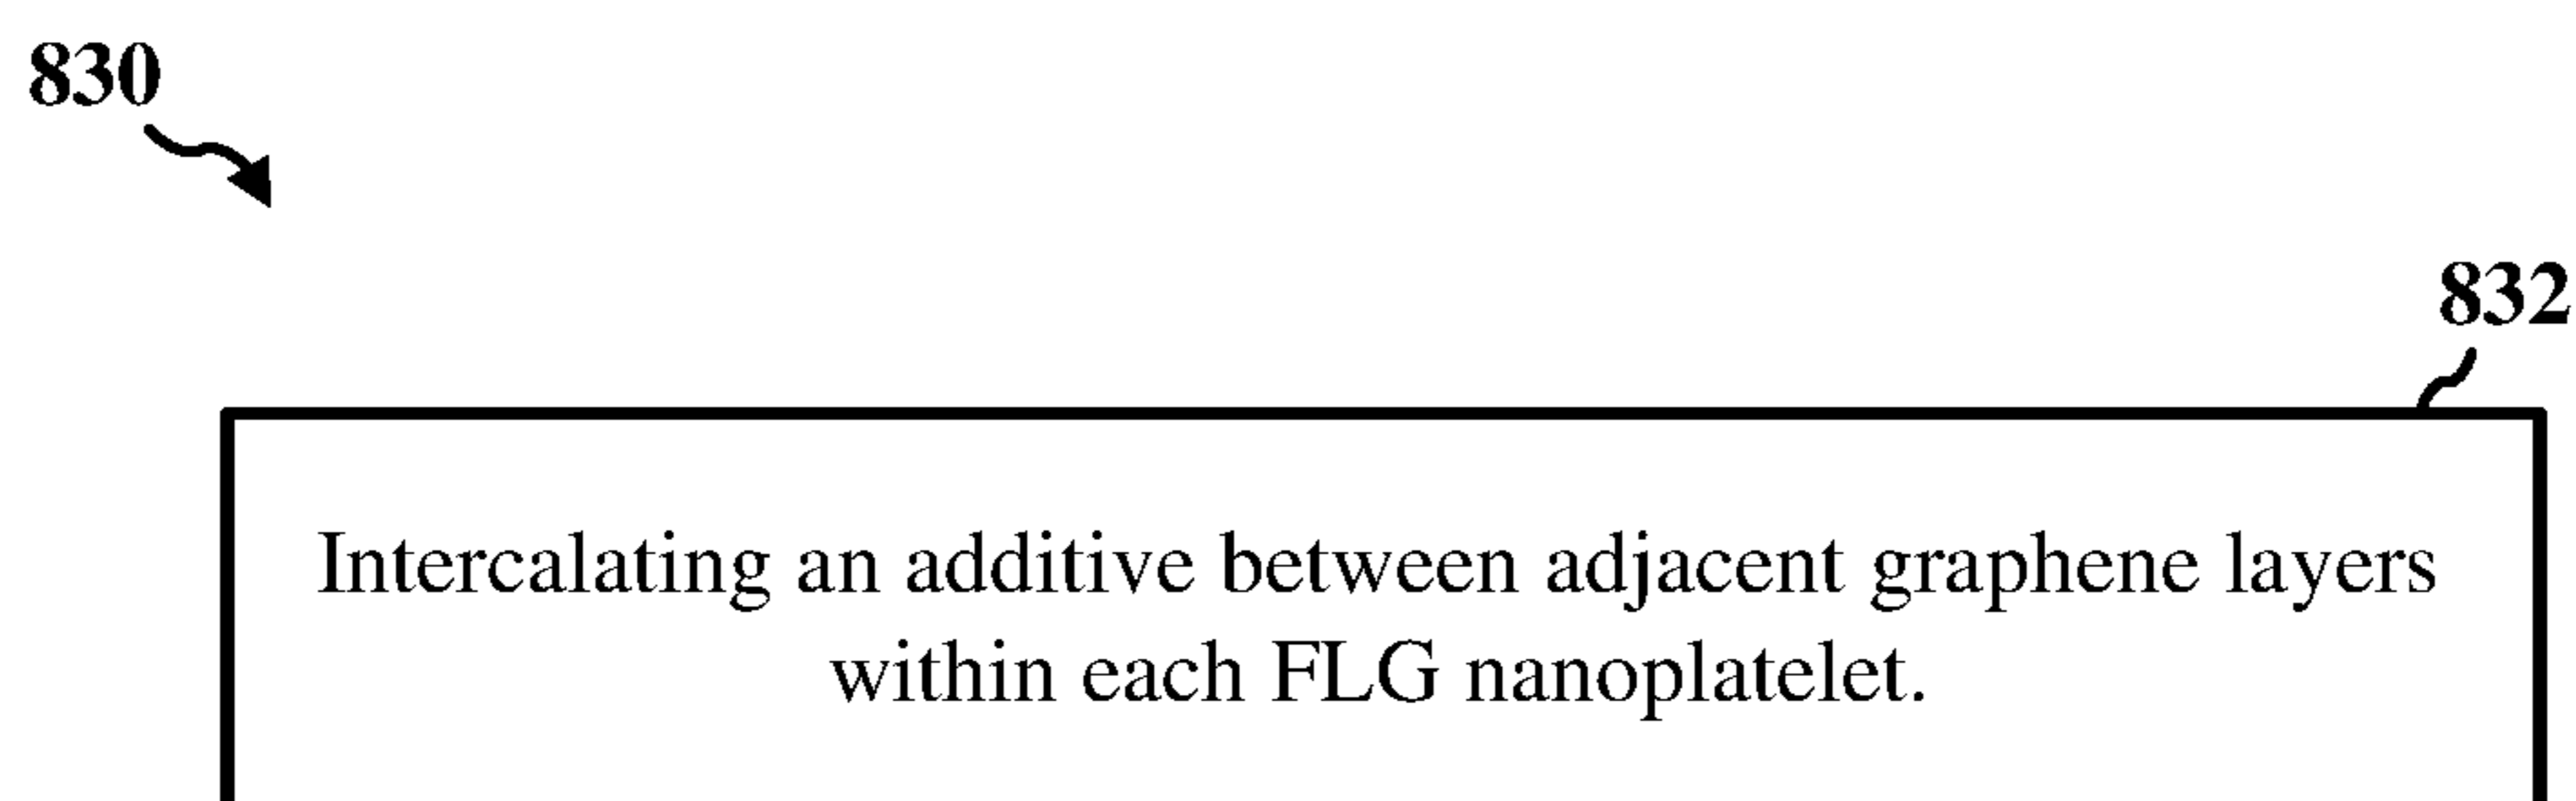 830
832
Intercalating an additive between adjacent graphene layers
within each FLG nanoplatelet.